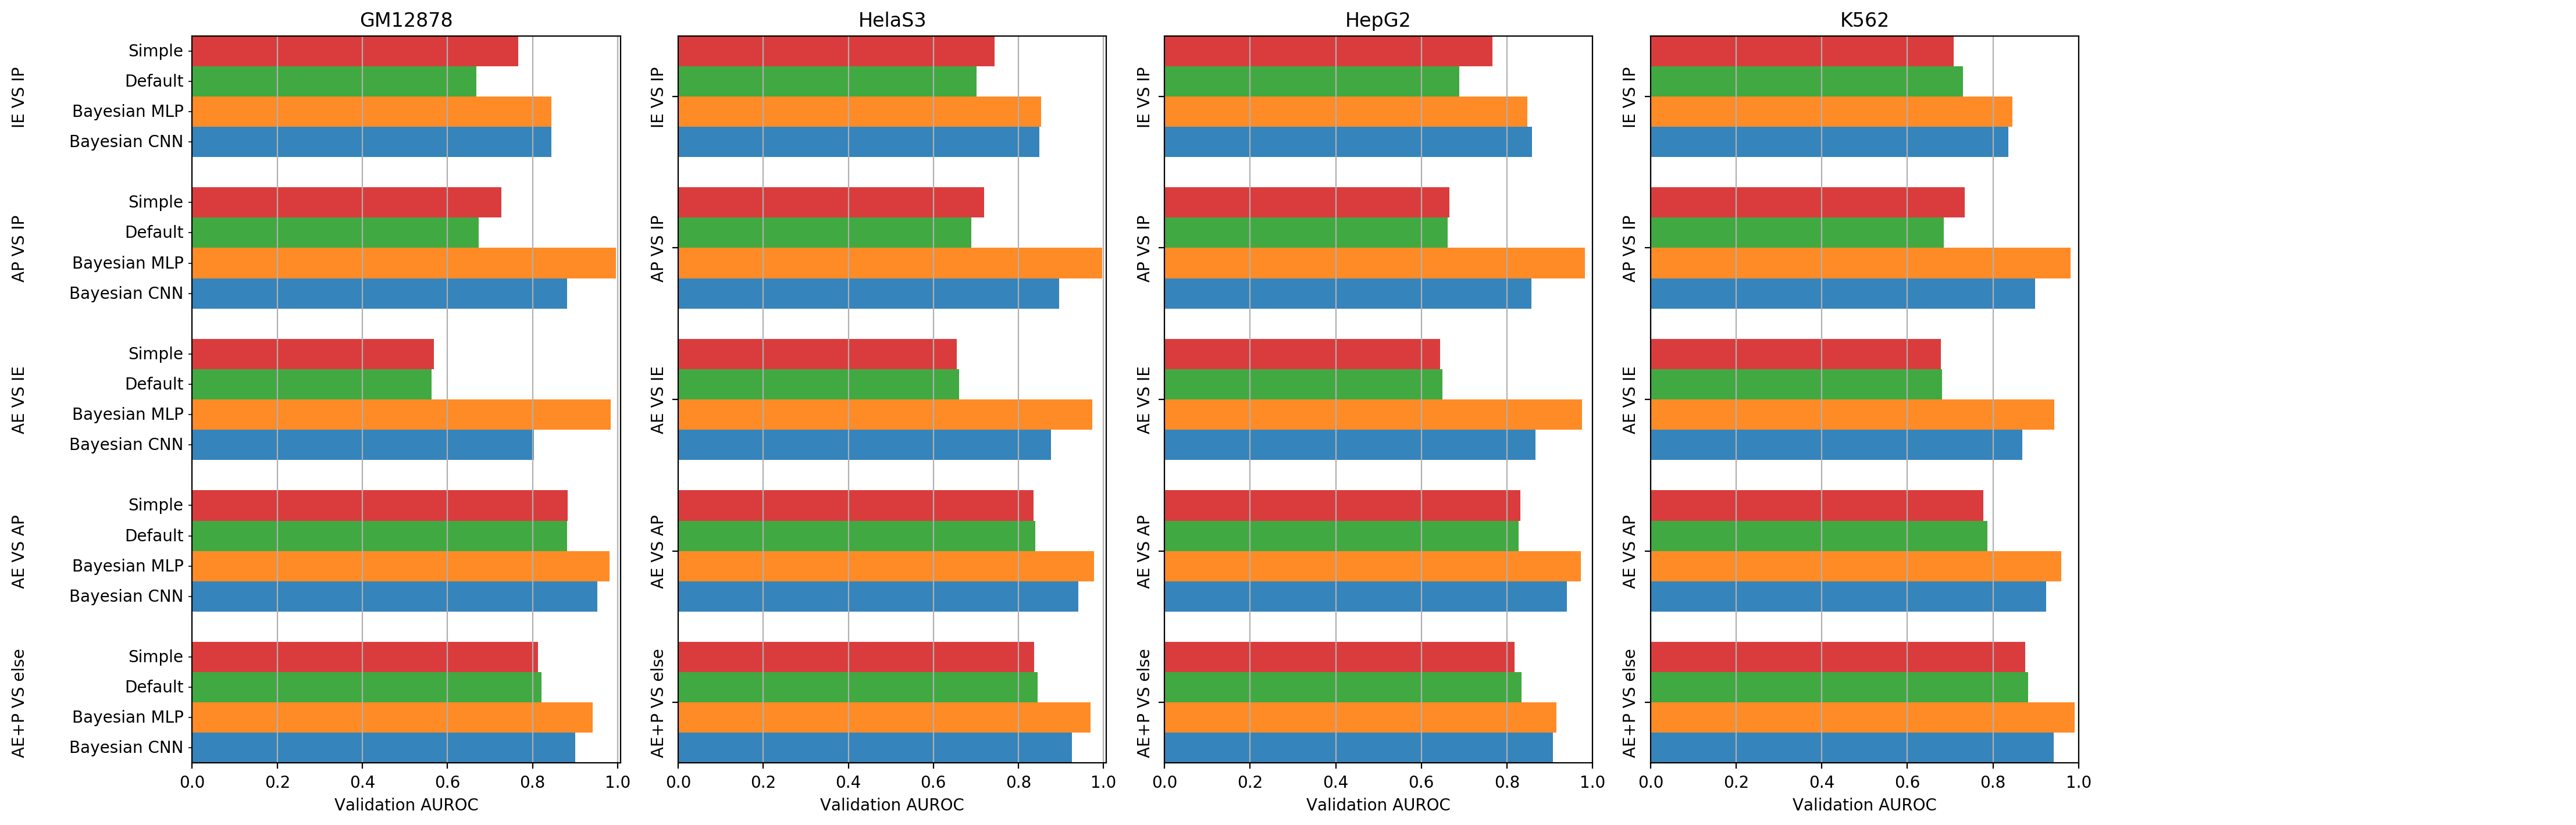 GM12878
HelaS3
HepG2
K562
IE VS IP
Simple
Default
Bayesian MLP
Bayesian CNN
AP VS IP
Simple
Default
Bayesian MLP
Bayesian CNN
AE VS IE
Simple
Default
Bayesian MLP
Bayesian CNN
AE VS AP
Simple
Default
Bayesian MLP
Bayesian CNN
AE+P VS else
Simple
Default
Bayesian MLP
Bayesian CNN
0.0 0.2 0.4 0.6 0.8 1.0
Validation AUROC
IE VS IP
AP VS IP
AE VS IE
AE VS AP
AE+P VS else
0.0 0.2 0.4 0.6 0.8 1.0
Validation AUROC
IE VS IP
AP VS IP
AE VS IE
AE VS AP
AE+P VS else
0.0 0.2 0.4 0.6 0.8 1.0
Validation AUROC
IE VS IP
AP VS IP
AE VS IE
AE VS AP
AE+P VS else
0.0 0.2 0.4 0.6 0.8 1.0
Validation AUROC